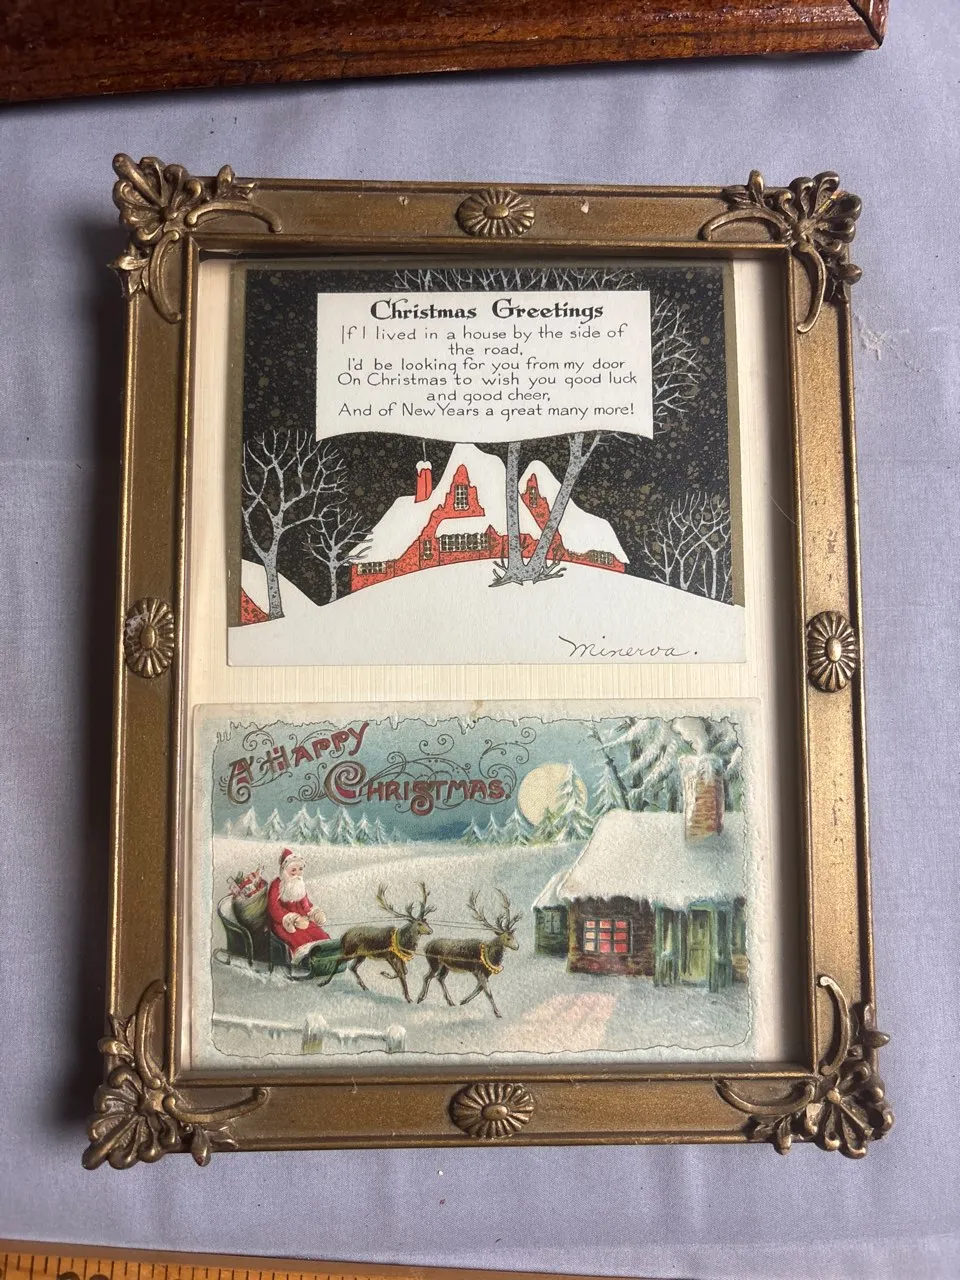 Christmas Greetings
If I lived in a house by the side of
the road,
I'd be looking for you from my door
On Christmas to wish you good luck
and good cheer,
And of New Years a great many more!
Minerva.
A Happy
Christmas